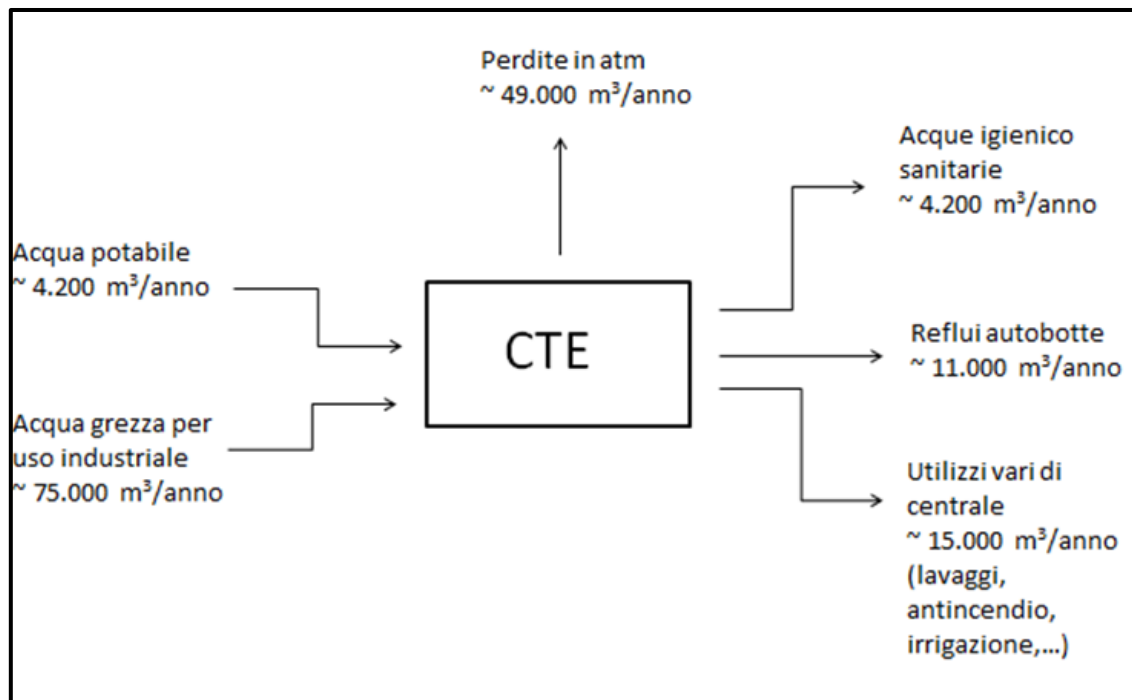 Perdite in atm
~ 49.000 m³/anno
Acqua potabile
~ 4.200 m³/anno
Acqua grezza per
uso industriale
~ 75.000 m³/anno
CTE
Acque igienico
sanitarie
~ 4.200 m³/anno
Reflui autobotte
~ 11.000 m³/anno
Utilizzi vari di
centrale
~ 15.000 m³/anno
(lavaggi,
antincendio,
irrigazione,...)